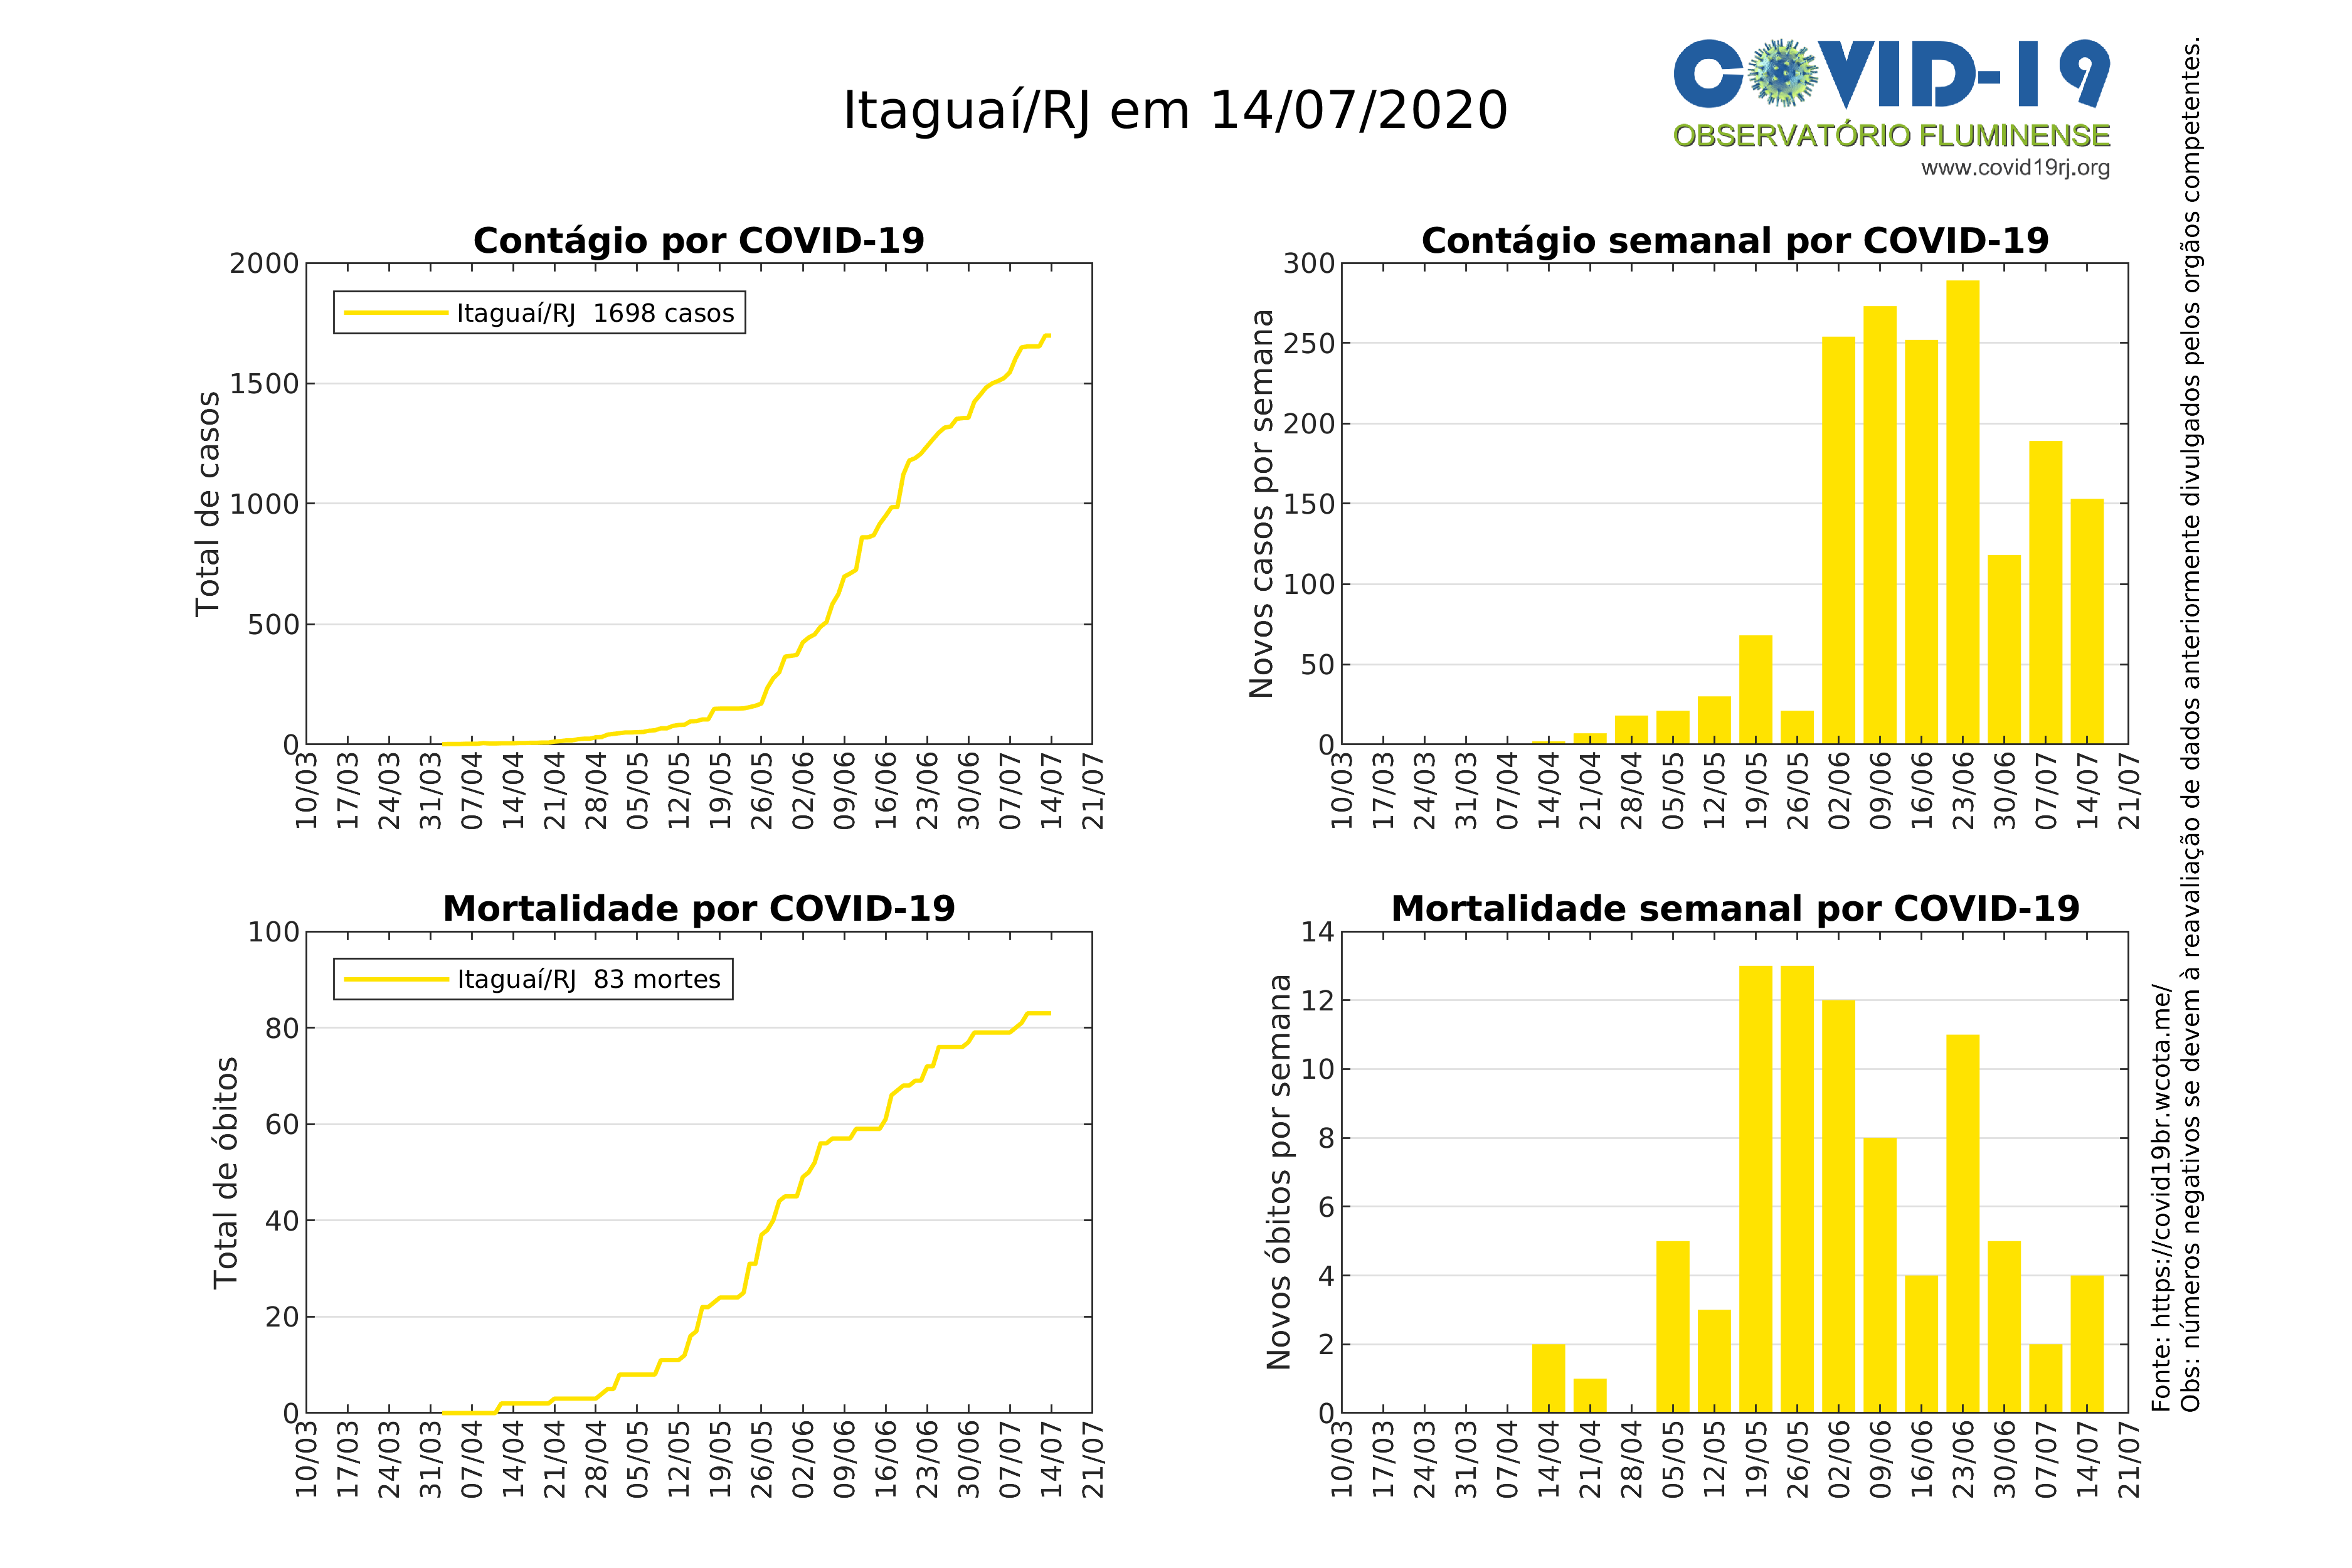 Itaguaí/RJ em 14/07/2020
COVID-19
OBSERVATÓRIO FLUMINENSE
www.covid19rj.org
Contágio por COVID-19
Total de casos
2000
1500
1000
500
0
Itaguaí/RJ 1698 casos
10/03 17/03 24/03 31/03 07/04 14/04 21/04 28/04 05/05 12/05 19/05 26/05 02/06 09/06 16/06 23/06 30/06 07/07 14/07 21/07
Contágio semanal por COVID-19
Novos casos por semana
300
250
200
150
100
50
0
10/03 17/03 24/03 31/03 07/04 14/04 21/04 28/04 05/05 12/05 19/05 26/05 02/06 09/06 16/06 23/06 30/06 07/07 14/07 21/07
Mortalidade por COVID-19
Total de óbitos
100
80
60
40
20
0
Itaguaí/RJ 83 mortes
10/03 17/03 24/03 31/03 07/04 14/04 21/04 28/04 05/05 12/05 19/05 26/05 02/06 09/06 16/06 23/06 30/06 07/07 14/07 21/07
Mortalidade semanal por COVID-19
Novos óbitos por semana
14
12
10
8
6
4
2
0
10/03 17/03 24/03 31/03 07/04 14/04 21/04 28/04 05/05 12/05 19/05 26/05 02/06 09/06 16/06 23/06 30/06 07/07 14/07 21/07
Fonte: https://covid19br.wcota.me/
Obs: números negativos se devem à reavaliação de dados anteriormente divulgados pelos orgãos competentes.